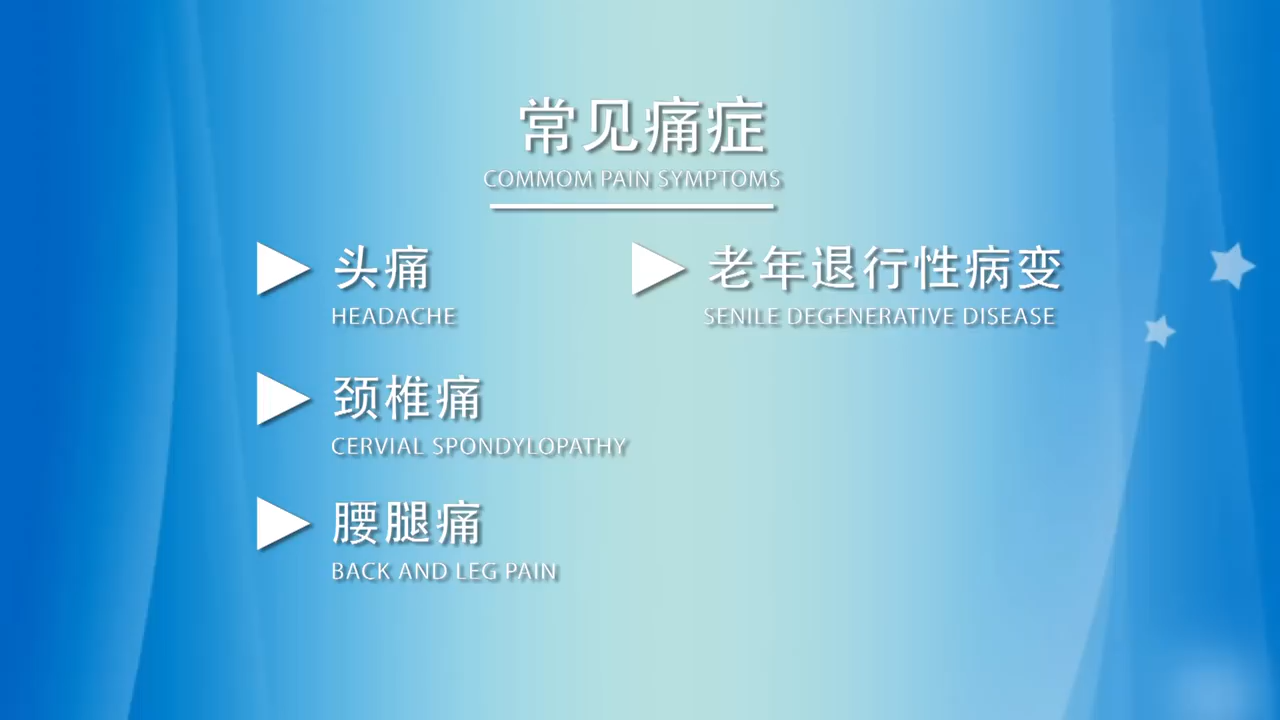 常见痛症
COMMOM PAIN SYMPTOMS
头痛
HEADACHE
颈椎痛
CERVIAL SPONDYLOPATHY
腰腿痛
BACK AND LEG PAIN
老年退行性病变
SENILE DEGENERATIVE DISEASE